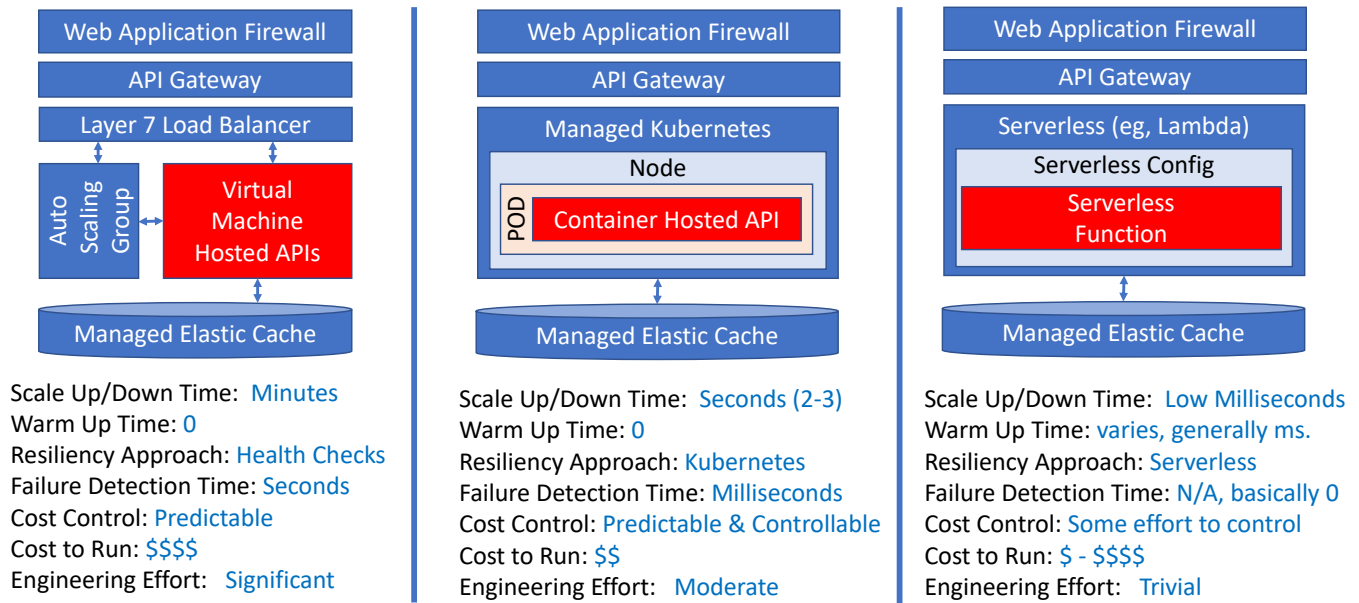 Web Application Firewall
API Gateway
Layer 7 Load Balancer
Auto
Scaling
Group
Virtual
Machine
Hosted APIs
Managed Elastic Cache
Scale Up/Down Time: Minutes
Warm Up Time: 0
Resiliency Approach: Health Checks
Failure Detection Time: Seconds
Cost Control: Predictable
Cost to Run: $$$$
Engineering Effort: Significant
Web Application Firewall
API Gateway
Managed Kubernetes
Node
POD
Container Hosted API
Managed Elastic Cache
Scale Up/Down Time: Seconds (2-3)
Warm Up Time: 0
Resiliency Approach: Kubernetes
Failure Detection Time: Milliseconds
Cost Control: Predictable & Controllable
Cost to Run: $$
Engineering Effort: Moderate
Web Application Firewall
API Gateway
Serverless (eg, Lambda)
Serverless Config
Serverless
Function
Managed Elastic Cache
Scale Up/Down Time: Low Milliseconds
Warm Up Time: varies, generally ms.
Resiliency Approach: Serverless
Failure Detection Time: N/A, basically 0
Cost Control: Some effort to control
Cost to Run: $ - $$$$
Engineering Effort: Trivial